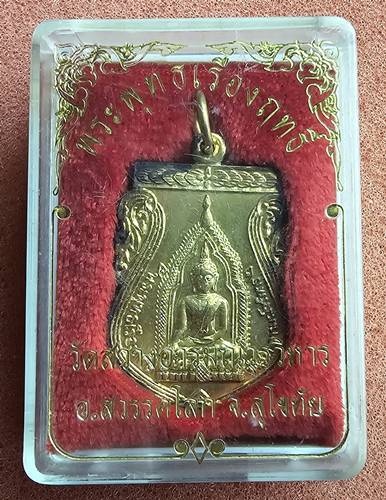 พระพุทธเรืองฤทธิ์
วัดสว่างอารมณ์วรวิหาร
อ.สวรรคโลก จ.สุโขทัย